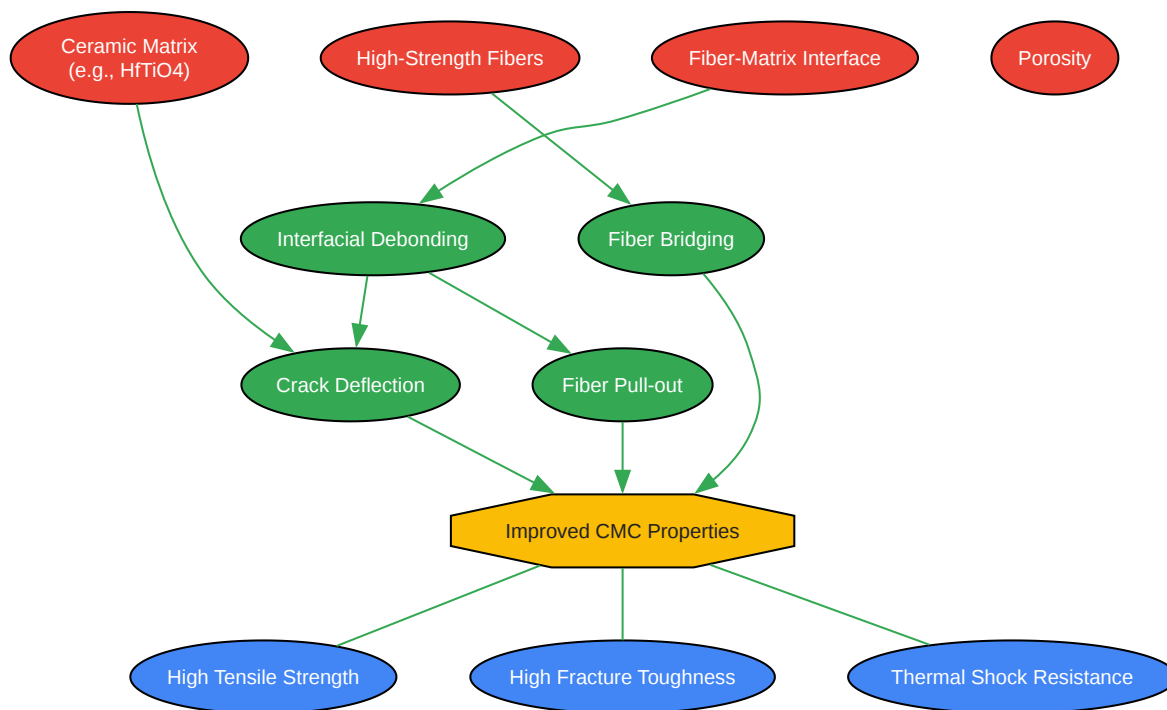 Ceramic Matrix
(e.g., HfTiO4)
High-Strength Fibers
Fiber-Matrix Interface
Porosity
Interfacial Debonding
Fiber Bridging
Crack Deflection
Fiber Pull-out
Improved CMC Properties
High Tensile Strength
High Fracture Toughness
Thermal Shock Resistance